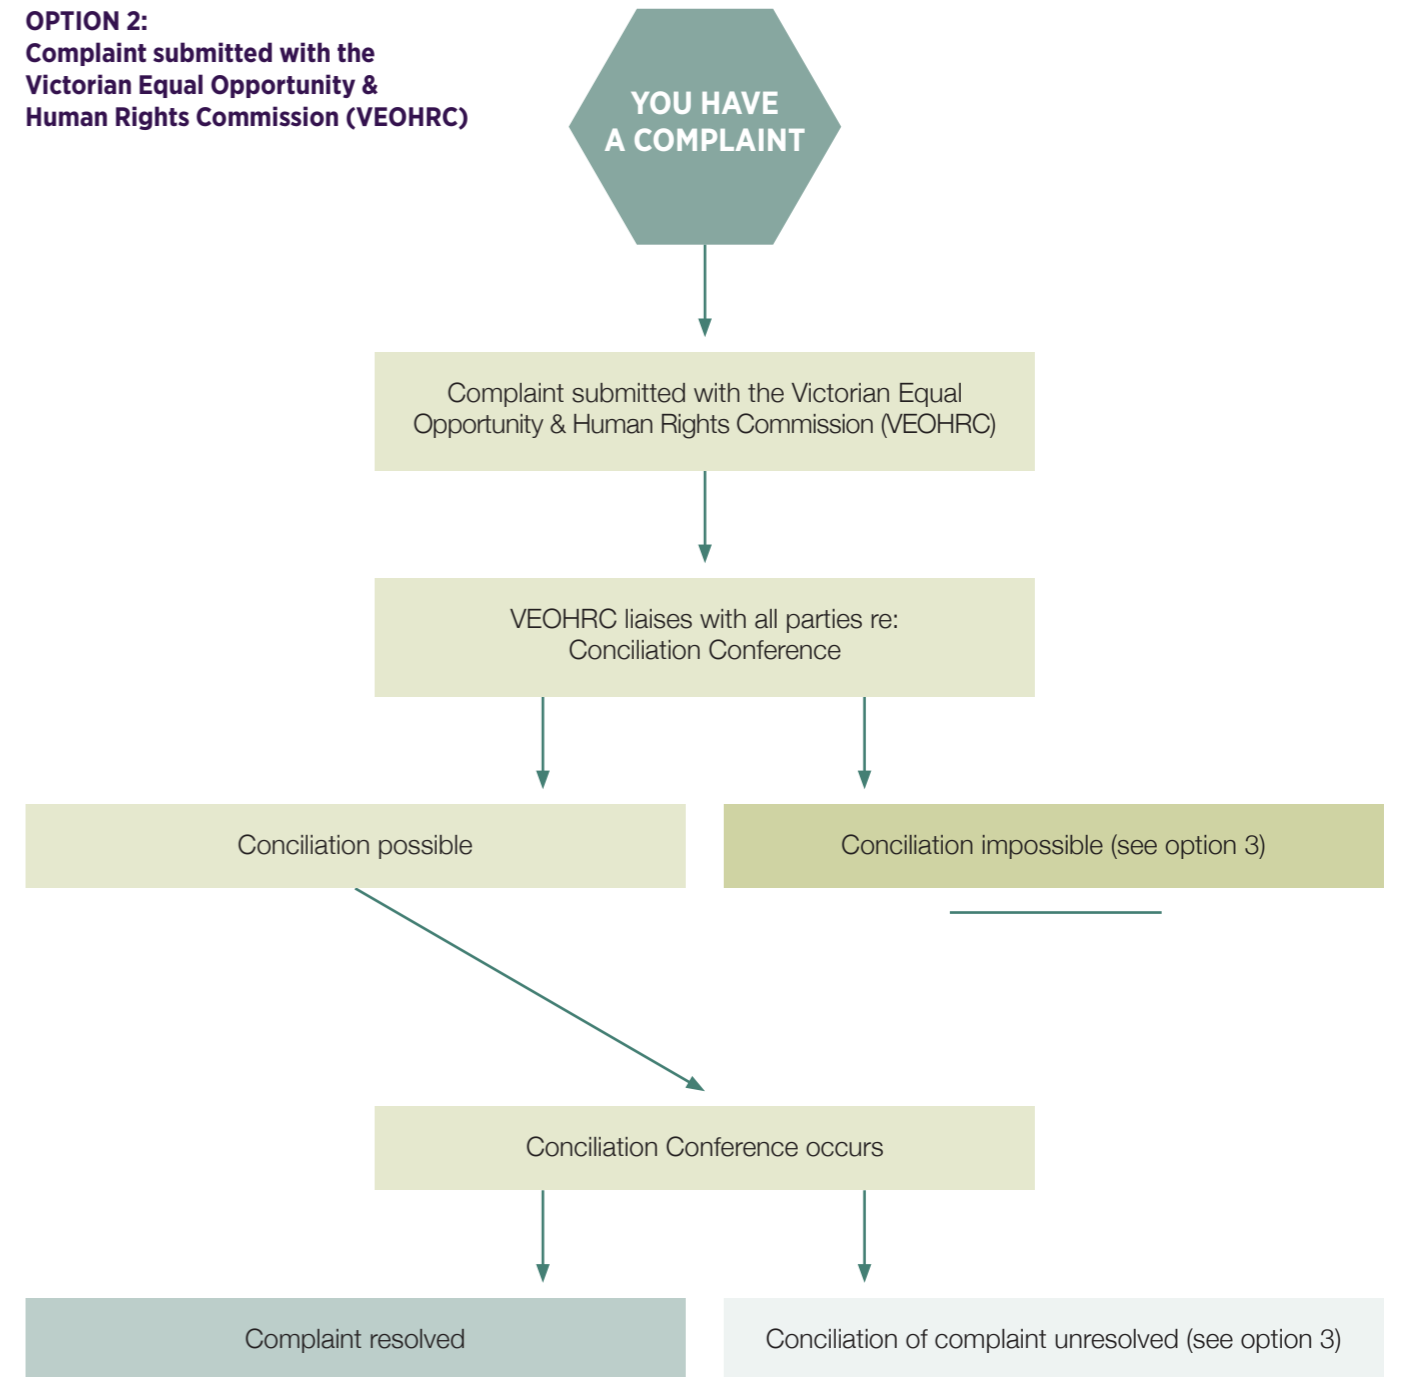 OPTION 2:
Complaint submitted with the
Victorian Equal Opportunity &
Human Rights Commission (VEOHRC)
YOU HAVE
A COMPLAINT
Complaint submitted with the Victorian Equal
Opportunity & Human Rights Commission (VEOHRC)
VEOHRC liaises with all parties re:
Conciliation Conference
Conciliation possible
Conciliation impossible (see option 3)
Conciliation Conference occurs
Complaint resolved
Conciliation of complaint unresolved (see option 3)